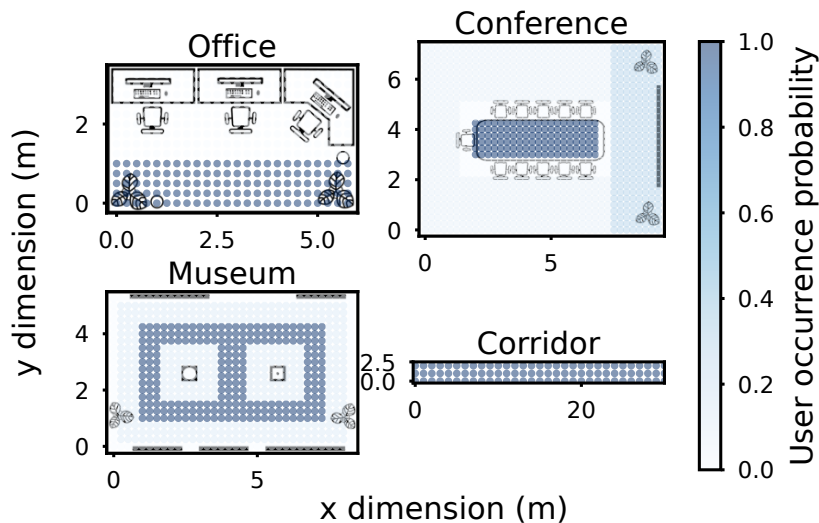 Office
Conference
2
0
0.0 2.5 5.0
6
4
2
0
0 5
Museum
4
2
0
0 5
Corridor
2.5
0.0
0 20
y dimension (m)
x dimension (m)
1.0
0.8
0.6
0.4
0.2
0.0
User occurrence probability